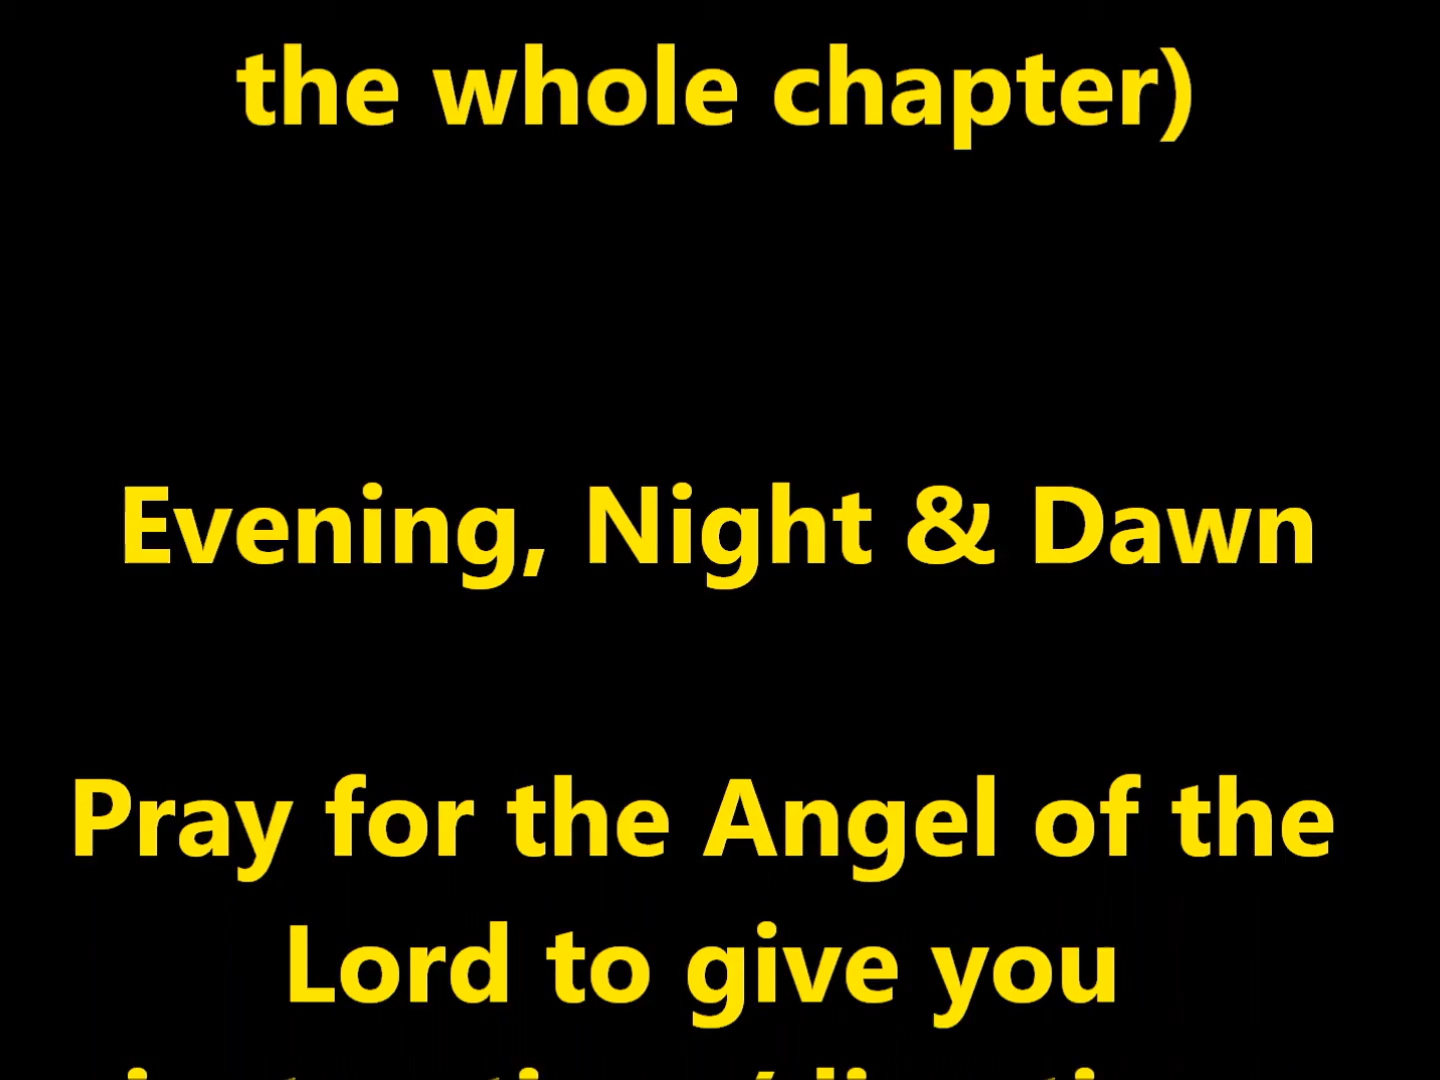 the whole chapter)
Evening, Night & Dawn
Pray for the Angel of the
Lord to give you